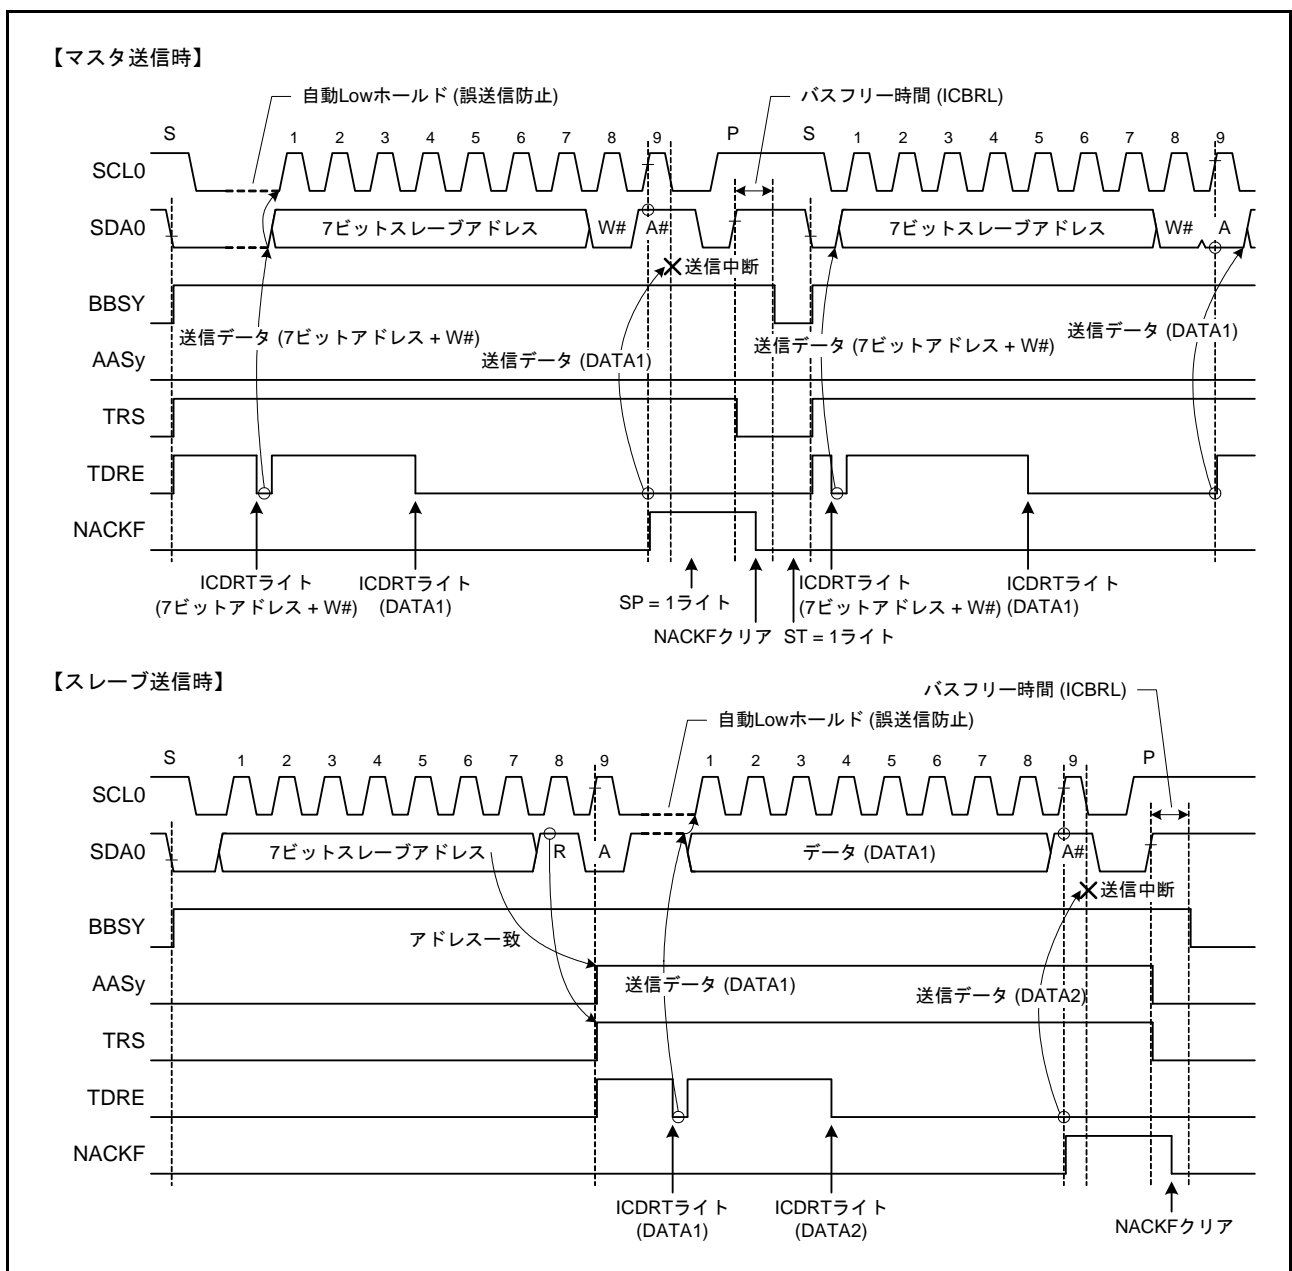 【マスタ送信時】
自動Lowホールド (誤送信防止)
バスフリー時間 (ICBRL)
S 1 2 3 4 5 6 7 8 9 P S 1 2 3 4 5 6 7 8 9
SCL0
SDA0 7ビットスレーブアドレス W# A# 7ビットスレーブアドレス W# A
送信中断
BBSY
送信データ (7ビットアドレス + W#) 送信データ (DATA1) 送信データ (7ビットアドレス + W#) 送信データ (DATA1)
AASy
TRS
TDRE
NACKF
ICDRTライト
(7ビットアドレス + W#)
ICDRTライト
(DATA1)
SP = 1ライト
NACKFクリア
ST = 1ライト
ICDRTライト
(7ビットアドレス + W#)
ICDRTライト
(DATA1)
【スレーブ送信時】
バスフリー時間 (ICBRL)
自動Lowホールド (誤送信防止)
S 1 2 3 4 5 6 7 8 9 1 2 3 4 5 6 7 8 9 P
SCL0
SDA0 7ビットスレーブアドレス R A データ (DATA1) A#
送信中断
BBSY
アドレス一致
AASy
送信データ (DATA1) 送信データ (DATA2)
TRS
TDRE
NACKF
ICDRTライト
(DATA1)
ICDRTライト
(DATA2)
NACKFクリア